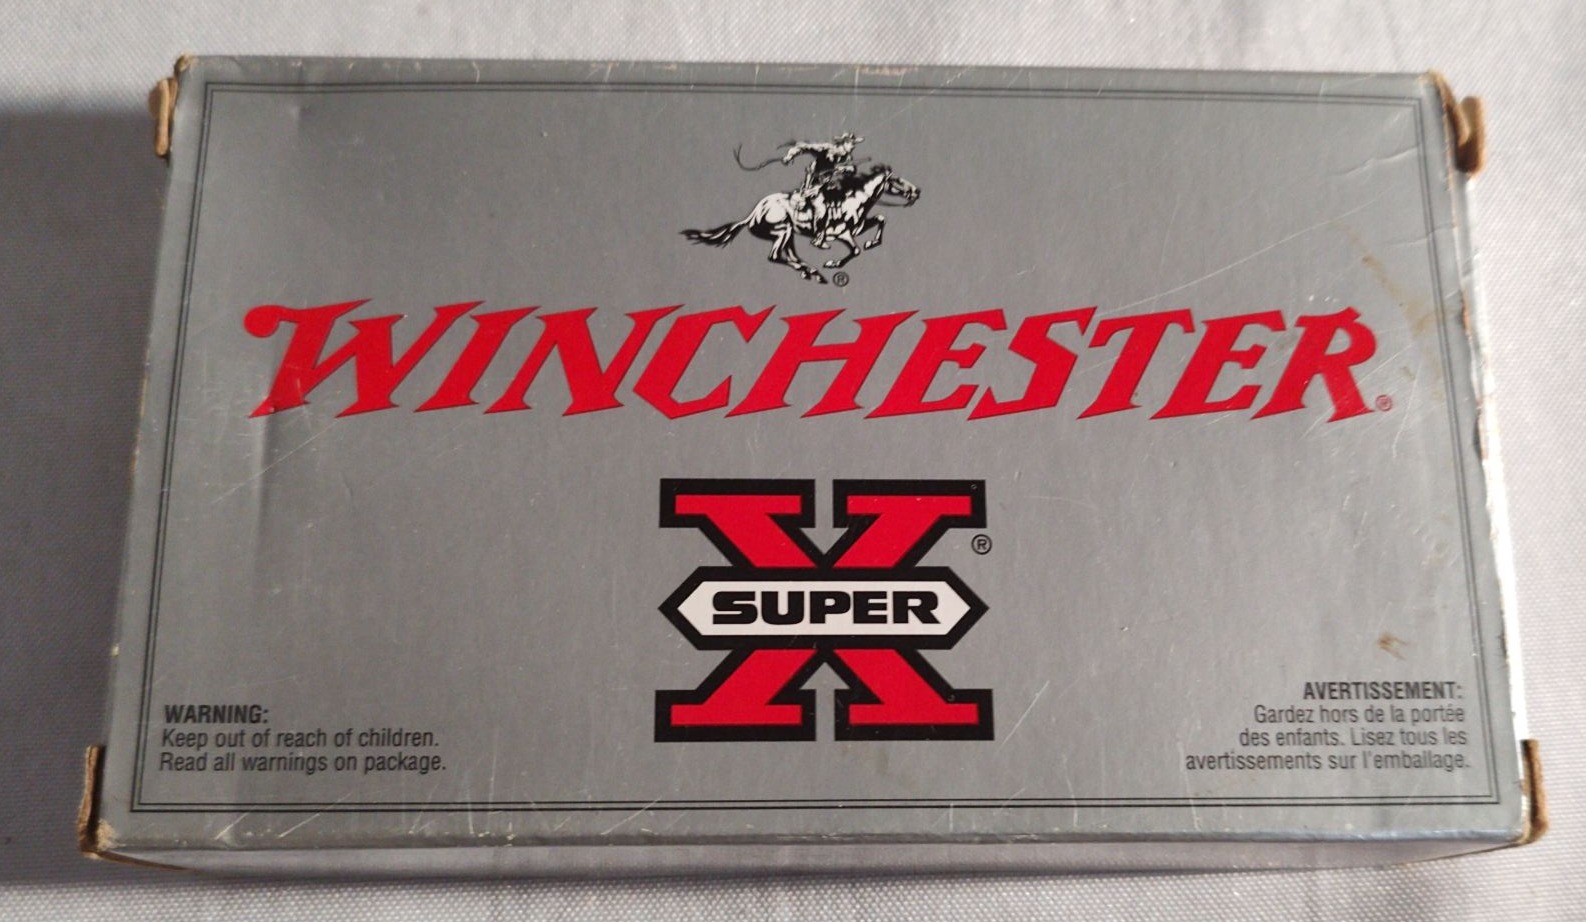 ®
WINCHESTER®
SUPER X®
WARNING:
Keep out of reach of children.
Read all warnings on package.
AVERTISSEMENT:
Gardez hors de la portée
des enfants. Lisez tous les
avertissements sur l'emballage.